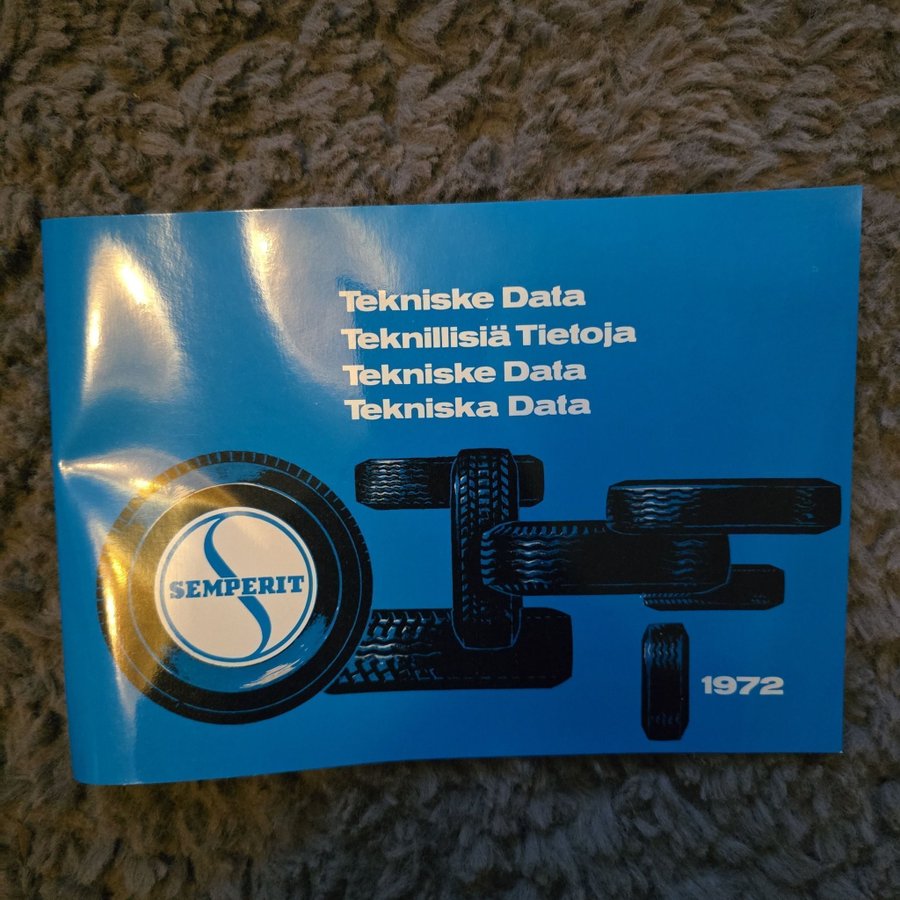 Tekniske Data
Teknillisiä Tietoja
Tekniske Data
Tekniska Data
SEMPERIT
1972